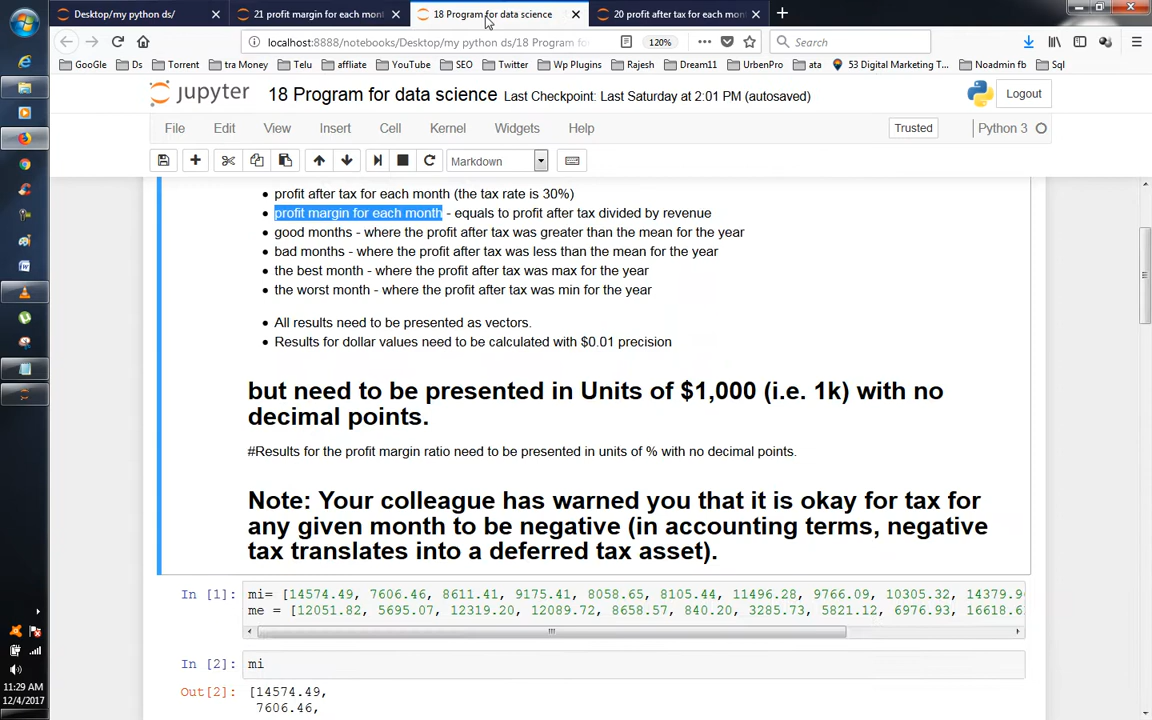 Desktop/my python ds/
21 profit margin for each mont
18 Program for data science
20 profit after tax for each mon
localhost:8888/notebooks/Desktop/my python ds/18 Program fo
120%
Search
GooGle
Ds
Torrent
tra Money
Telu
affliate
YouTube
SEO
Twitter
Wp Plugins
Rajesh
Dream11
UrbenPro
ata
53 Digital Marketing T...
Noadmin fb
Sql
jupyter
18 Program for data science Last Checkpoint: Last Saturday at 2:01 PM (autosaved)
Logout
File
Edit
View
Insert
Cell
Kernel
Widgets
Help
Trusted
Python 3
Markdown
profit after tax for each month (the tax rate is 30%)
profit margin for each month - equals to profit after tax divided by revenue
good months - where the profit after tax was greater than the mean for the year
bad months - where the profit after tax was less than the mean for the year
the best month - where the profit after tax was max for the year
the worst month - where the profit after tax was min for the year
All results need to be presented as vectors.
Results for dollar values need to be calculated with $0.01 precision
but need to be presented in Units of $1,000 (i.e. 1k) with no
decimal points.
#Results for the profit margin ratio need to be presented in units of % with no decimal points.
Note: Your colleague has warned you that it is okay for tax for
any given month to be negative (in accounting terms, negative
tax translates into a deferred tax asset).
In [1]: mi= [14574.49, 7606.46, 8611.41, 9175.41, 8058.65, 8105.44, 11496.28, 9766.09, 10305.32, 14379.9
me = [12051.82, 5695.07, 12319.20, 12089.72, 8658.57, 840.20, 3285.73, 5821.12, 6976.93, 16618.6
In [2]: mi
Out[2]: [14574.49,
7606.46,
11:29 AM
12/4/2017